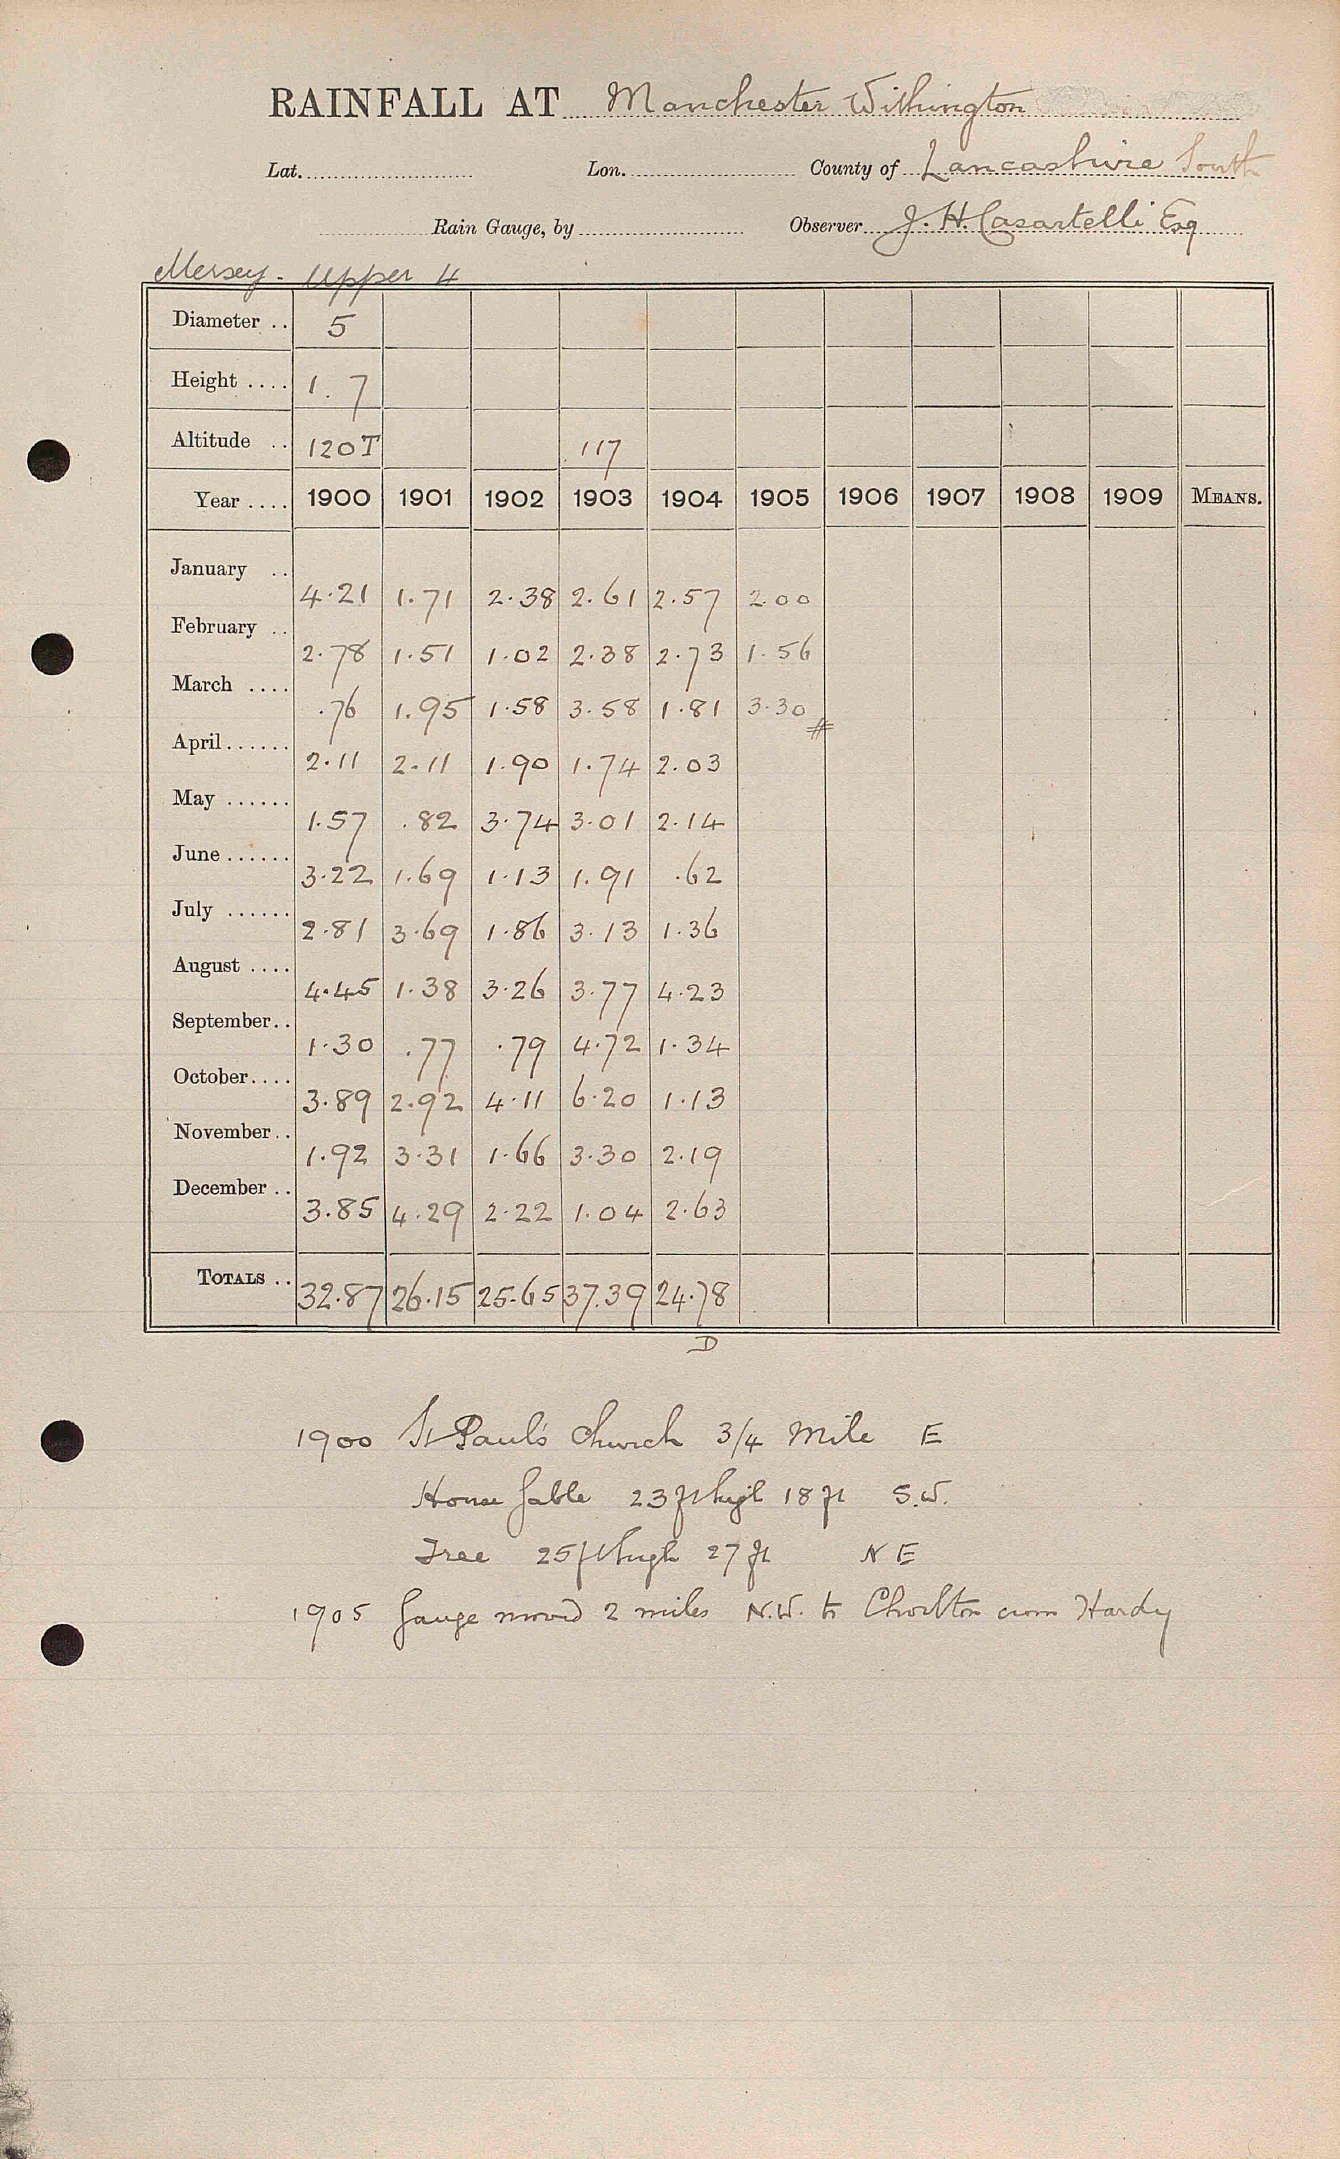 RAINFALL AT Manchester Withington
Lat. Lon. County of Lancashire South
Rain Gauge, by Observer J. H. Casartelli Esq
Mersey - Upper 4
Diameter .. 5
Height .... 1. 7
Altitude .. 120T 117
Year .... 1900 1901 1902 1903 1904 1905 1906 1907 1908 1909 MEANS.
January .. 4.21 1.71 2.38 2.61 2.57 2.00
February .. 2.78 1.51 1.02 2.38 2.73 1.56
March .... .76 1.95 1.58 3.58 1.81 3.30
April...... 2.11 2.11 1.90 1.74 2.03
May ...... 1.57 .82 3.74 3.01 2.14
June...... 3.22 1.69 1.13 1.91 .62
July ...... 2.81 3.69 1.86 3.13 1.36
August .... 4.45 1.38 3.26 3.77 4.23
September.. 1.30 .77 .79 4.72 1.34
October.... 3.89 2.92 4.11 6.20 1.13
November.. 1.92 3.31 1.66 3.30 2.19
December .. 3.85 4.29 2.22 1.04 2.63
TOTALS .. 32.87 26.15 25.65 37.39 24.78
D
1900 St Paul's Church 3/4 Mile E
House gable 23 ft high 18 ft S.W.
Tree 25 ft high 27 ft N E
1905 Gauge moved 2 miles N.W. to Chorlton cum Hardy